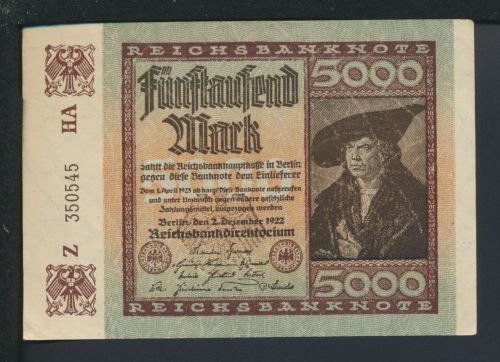 REICHSBANKNOTE
5000
Fünftausend
Mark
zahlt die Reichsbankhauptkasse in Berlin
gegen diese Banknote dem Einlieferer
Vom 1. April 1923 ab kann diese Banknote aufgerufen
und unter Umtausch gegen andere gesetzliche
Zahlungsmittel eingezogen werden
Berlin, den 2. Dezember 1922
Reichsbankdirektorium
5000
REICHSBANKNOTE
Z 350545 HA